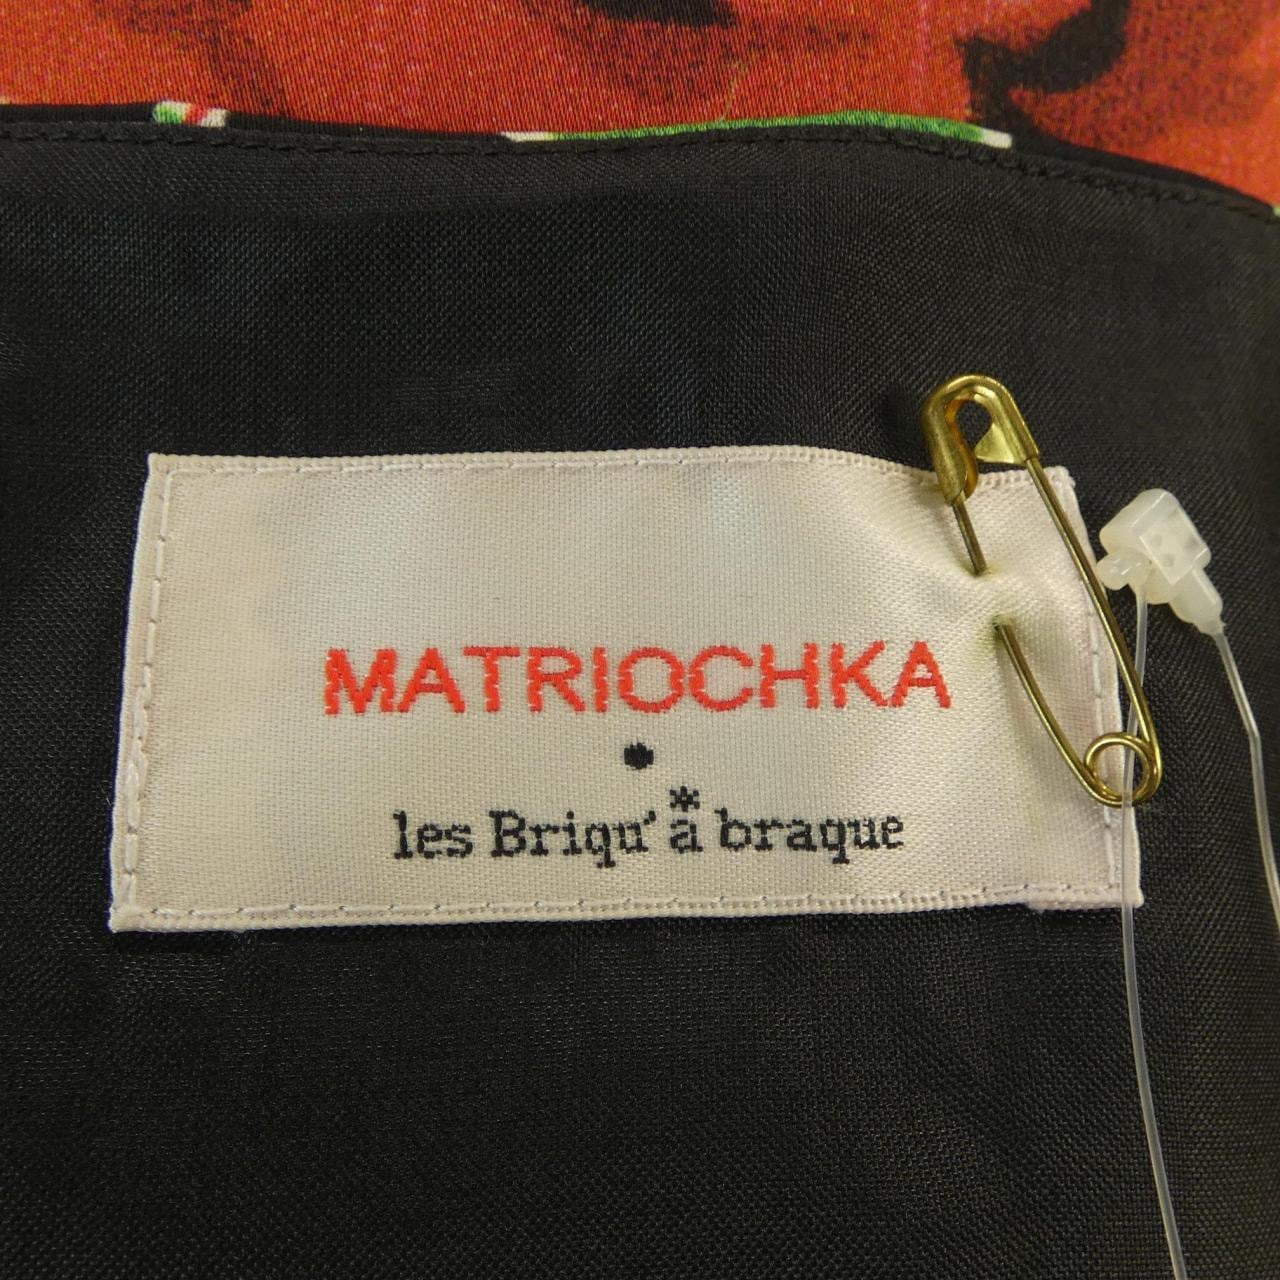 MATRIOCHKA
•
les Briqu'à braque